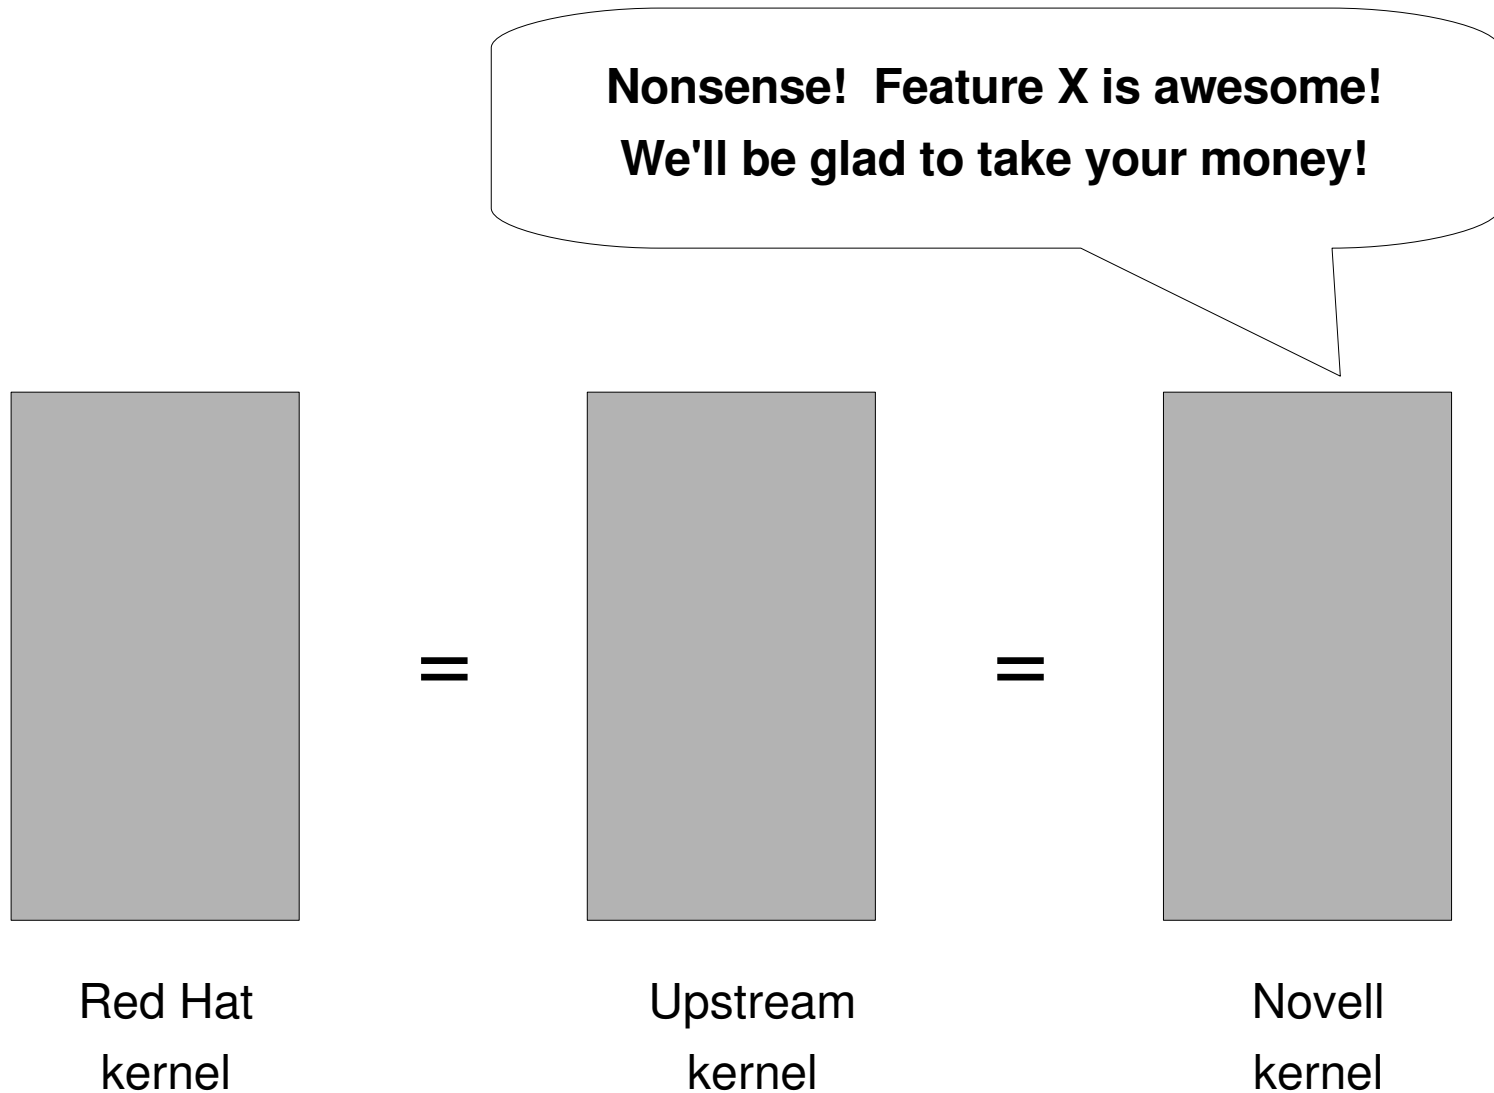 Nonsense!  Feature X is awesome!
We'll be glad to take your money!
=
=
Red Hat
kernel
Upstream
kernel
Novell
kernel